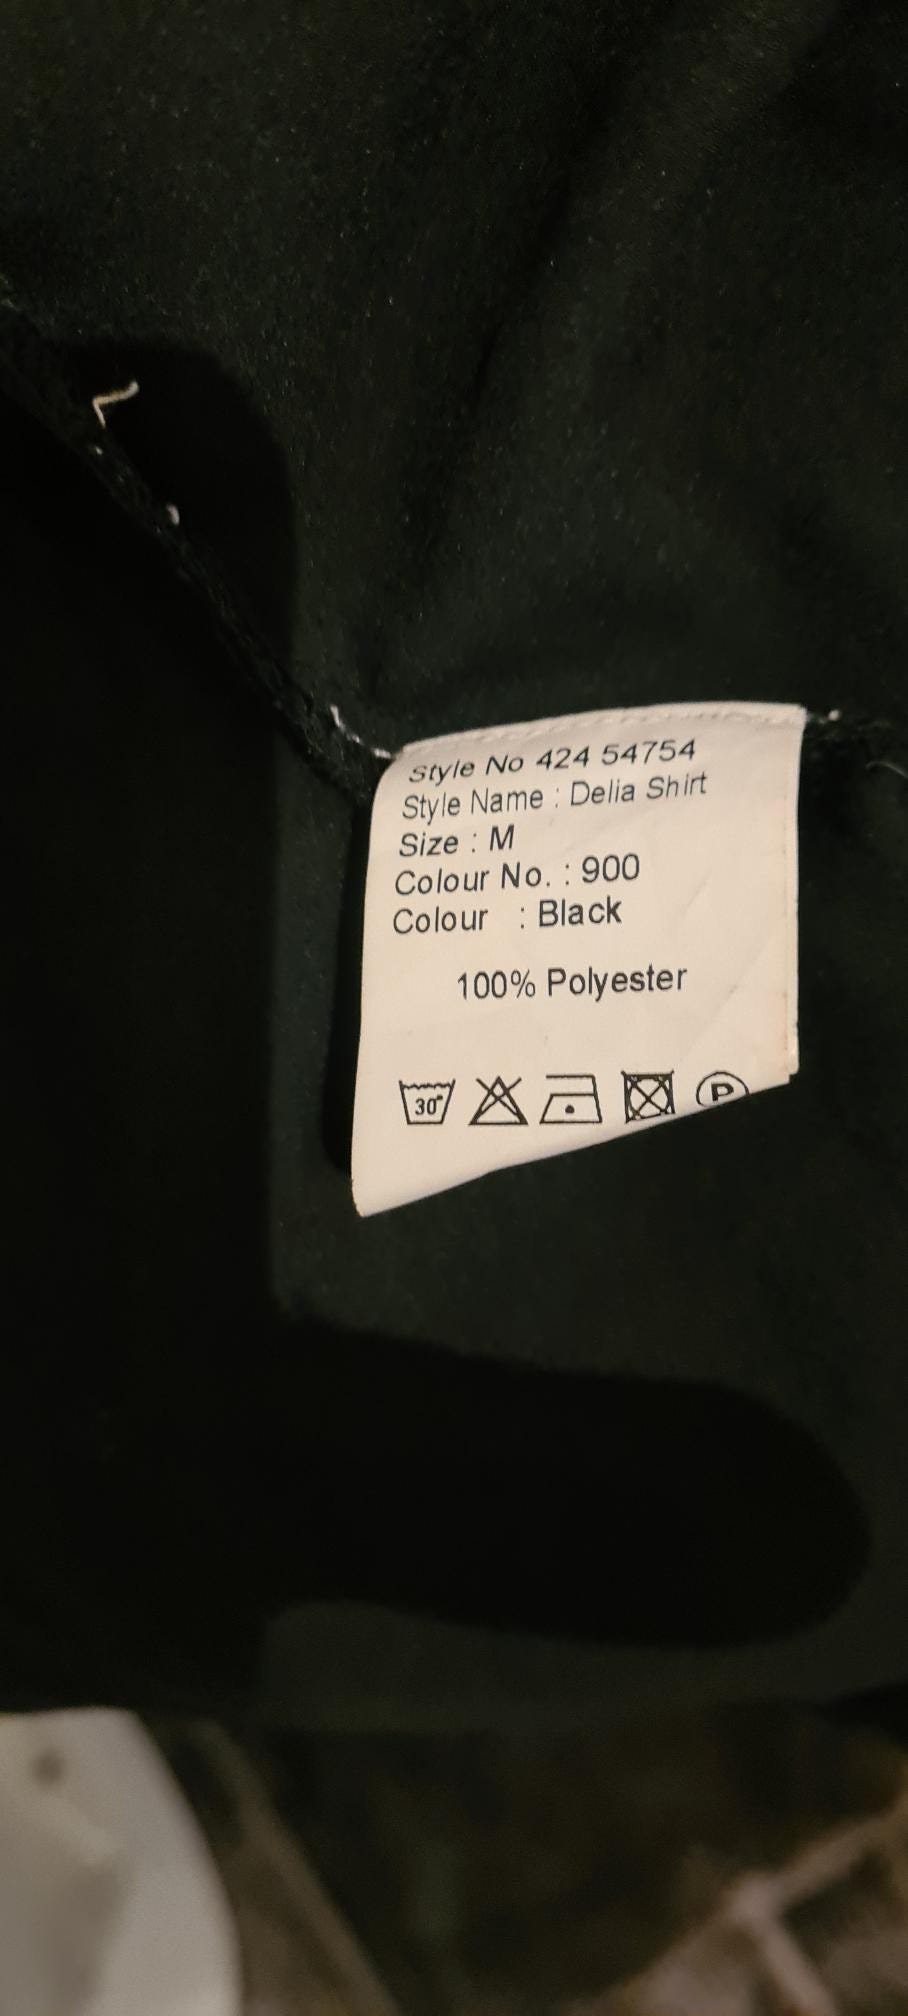 Style No 424 54754
Style Name : Delia Shirt
Size : M
Colour No. : 900
Colour : Black
100% Polyester
30° P